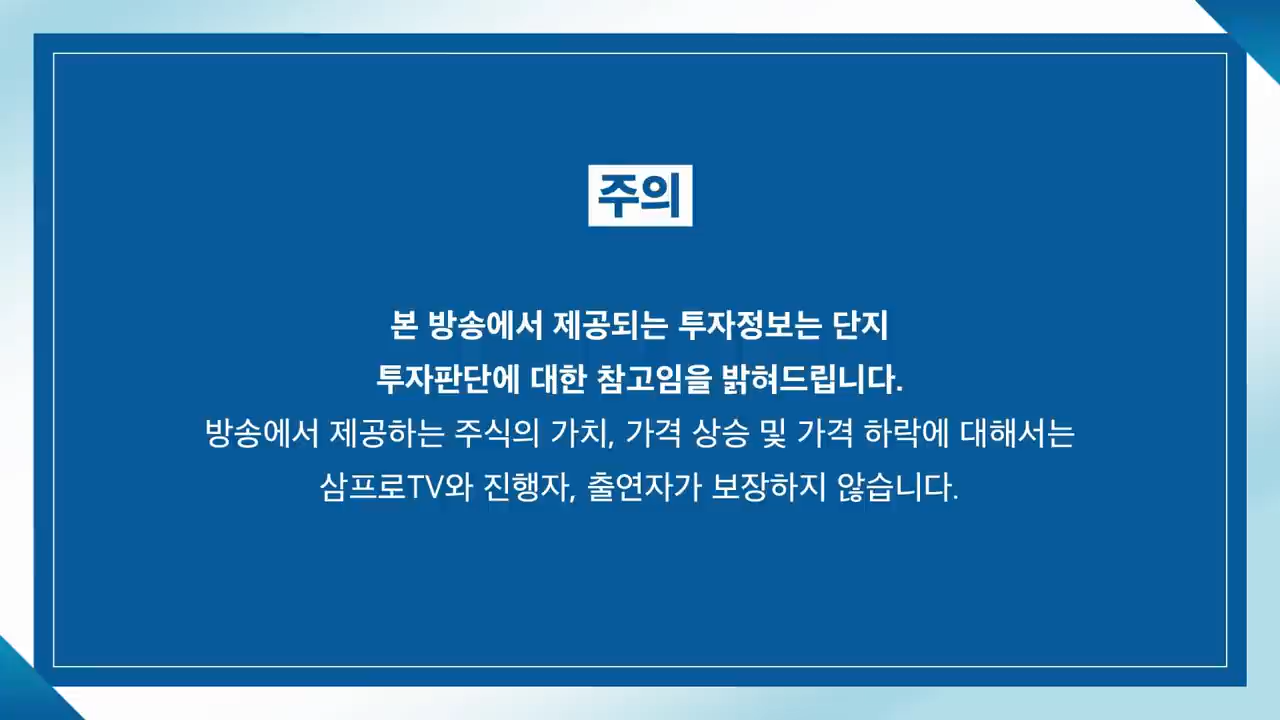 주의
본 방송에서 제공되는 투자정보는 단지
투자판단에 대한 참고임을 밝혀드립니다.
방송에서 제공하는 주식의 가치, 가격 상승 및 가격 하락에 대해서는
삼프로TV와 진행자, 출연자가 보장하지 않습니다.